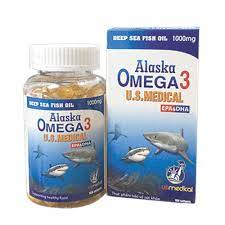 DEEP SEA FISH OIL 1000mg
Alaska
OMEGA3
U.S.MEDICAL
EPA&DHA
DEEP SEA FISH OIL 1000mg
Alaska
OMEGA3
U.S.MEDICAL
EPA&DHA
usmedical